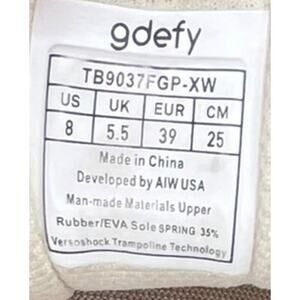 gdefy
TB9037FGP-XW
US UK EUR CM
8 5.5 39 25
Made in China
Developed by AIW USA
Man-made Materials Upper
Rubber/EVA Sole SPRING 35%
Versoshock Trampoline Technology